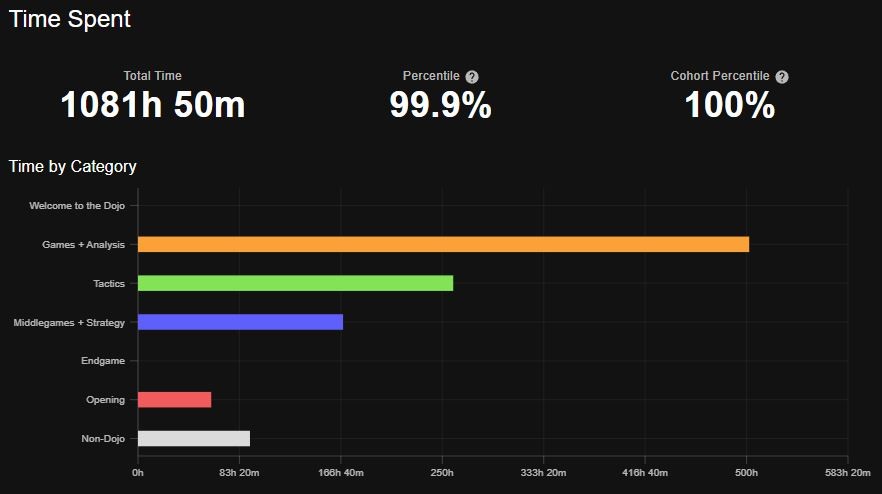 Time Spent
Total Time
Percentile ?
Cohort Percentile ?
1081h 50m
99.9%
100%
Time by Category
Welcome to the Dojo
Games + Analysis
Tactics
Middlegames + Strategy
Endgame
Opening
Non-Dojo
0h
83h 20m
166h 40m
250h
333h 20m
416h 40m
500h
583h 20m